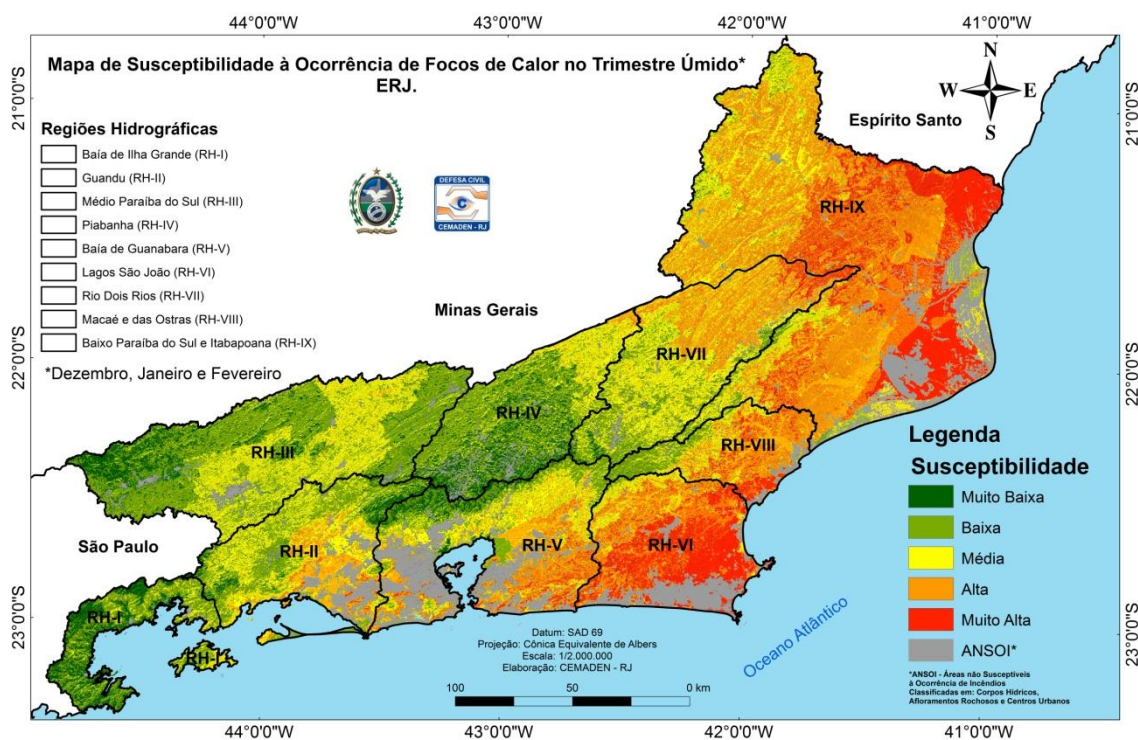 44°0'0"W 43°0'0"W 42°0'0"W 41°0'0"W
Mapa de Susceptibilidade à Ocorrência de Focos de Calor no Trimestre Úmido*
ERJ.
N
W E
S
21°0'0"S
21°0'0"S
Espírito Santo
Regiões Hidrográficas
Baía de Ilha Grande (RH-I)
Guandu (RH-II)
Médio Paraíba do Sul (RH-III)
Piabanha (RH-IV)
Baía de Guanabara (RH-V)
Lagos São João (RH-VI)
Rio Dois Rios (RH-VII)
Macaé e das Ostras (RH-VIII)
Baixo Paraíba do Sul e Itabapoana (RH-IX)
*Dezembro, Janeiro e Fevereiro
DEFESA CIVIL
C
CEMADEN - RJ
RH-IX
Minas Gerais
22°0'0"S
22°0'0"S
RH-VII
RH-IV
RH-III
RH-VIII
São Paulo
RH-II
RH-V
RH-VI
RH-I
RH-I
23°0'0"S
23°0'0"S
Oceano Atlântico
Legenda
Susceptibilidade
Muito Baixa
Baixa
Média
Alta
Muito Alta
ANSOI*
*ANSOI - Áreas não Susceptíveis
à Ocorrência de Incêndios
Classificadas em: Corpos Hídricos,
Afloramentos Rochosos e Centros Urbanos
Datum: SAD 69
Projeção: Cônica Equivalente de Albers
Escala: 1/2.000.000
Elaboração: CEMADEN - RJ
100 50 0 km
44°0'0"W 43°0'0"W 42°0'0"W 41°0'0"W